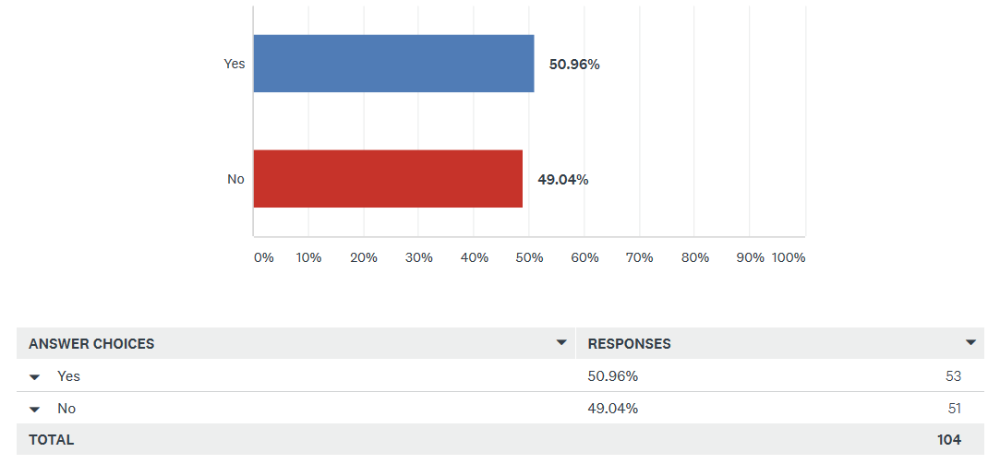 Yes 50.96%
No 49.04%
0% 10% 20% 30% 40% 50% 60% 70% 80% 90% 100%
ANSWER CHOICES RESPONSES
Yes 50.96% 53
No 49.04% 51
TOTAL 104